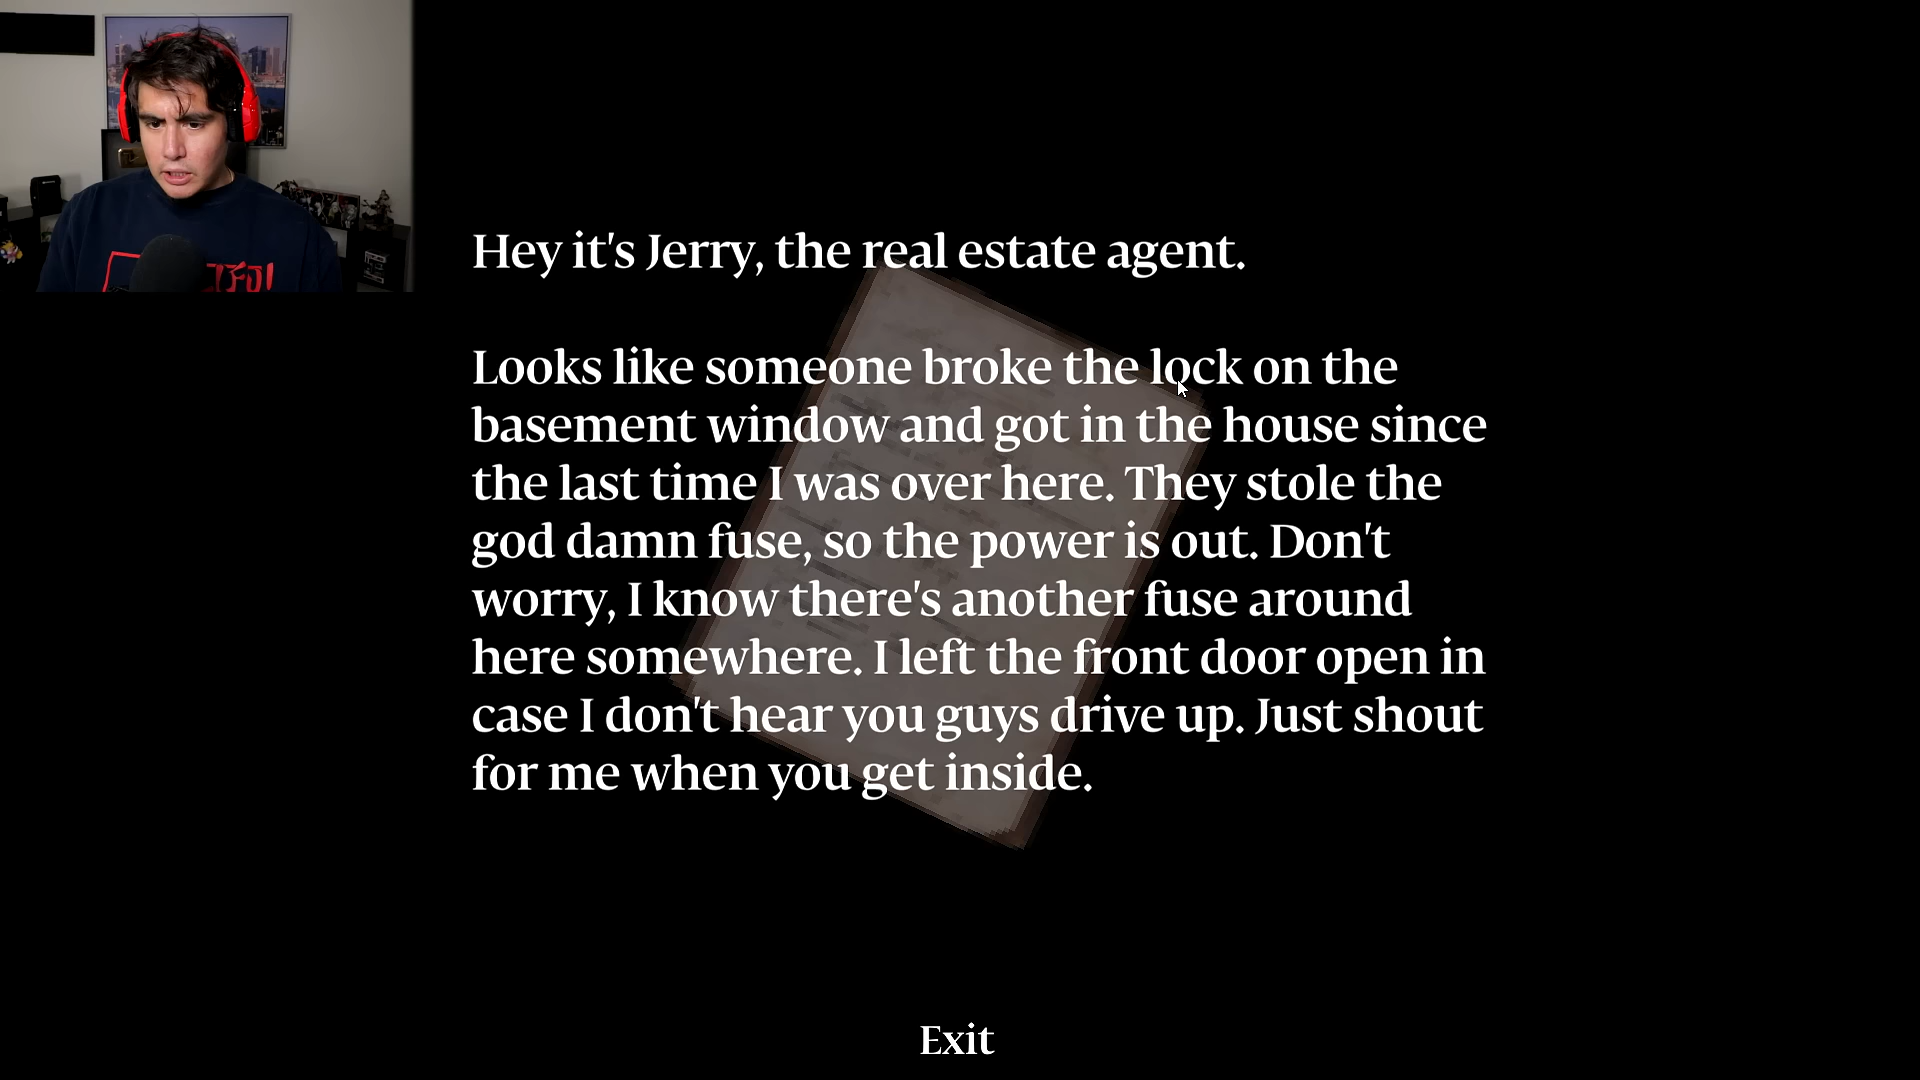 Hey it's Jerry, the real estate agent.
Looks like someone broke the lock on the
basement window and got in the house since
the last time I was over here. They stole the
god damn fuse, so the power is out. Don't
worry, I know there's another fuse around
here somewhere. I left the front door open in
case I don't hear you guys drive up. Just shout
for me when you get inside.
Exit